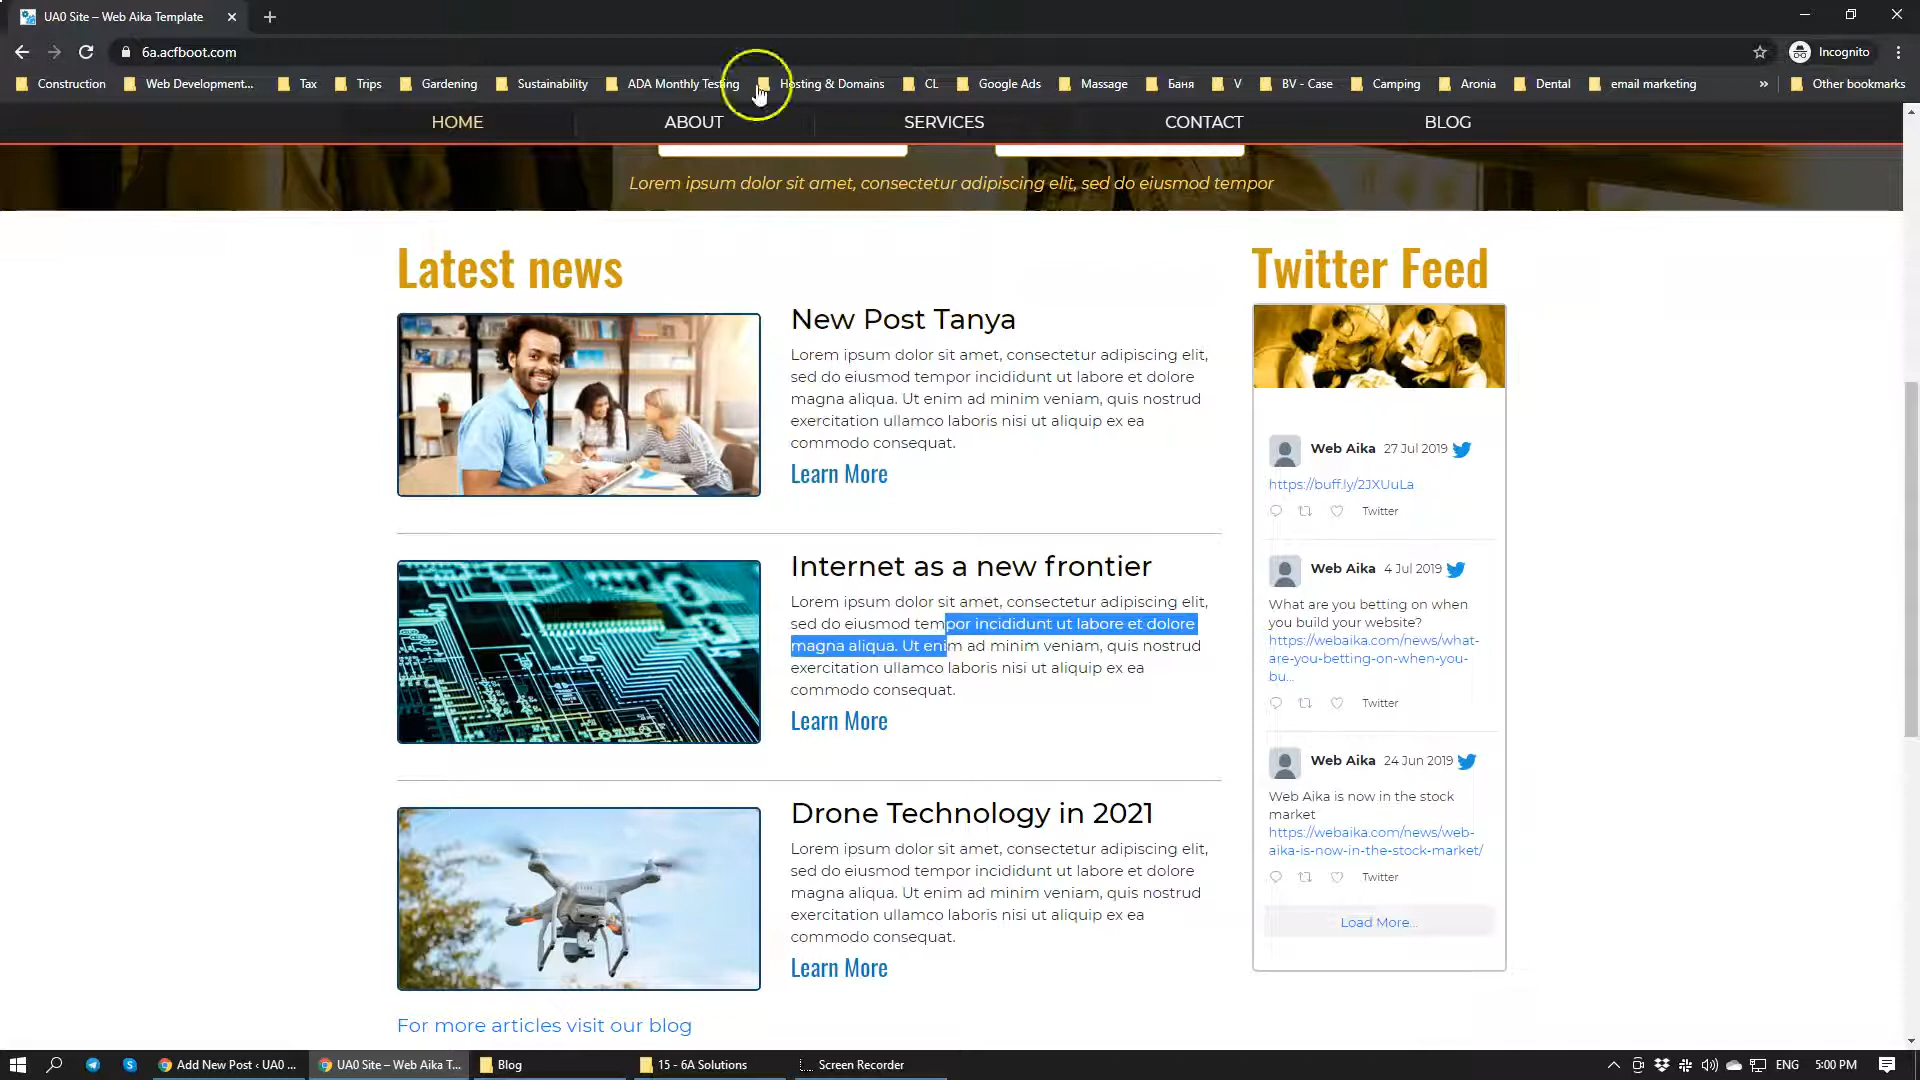 UA0 Site – Web Aika Template
6a.acfboot.com
Incognito
Construction
Web Development...
Tax
Trips
Gardening
Sustainability
ADA Monthly Testing
Hosting & Domains
CL
Google Ads
Massage
Баня
V
BV - Case
Camping
Aronia
Dental
email marketing
»
Other bookmarks
HOME
ABOUT
SERVICES
CONTACT
BLOG
Lorem ipsum dolor sit amet, consectetur adipiscing elit, sed do eiusmod tempor
Latest news
New Post Tanya
Lorem ipsum dolor sit amet, consectetur adipiscing elit,
sed do eiusmod tempor incididunt ut labore et dolore
magna aliqua. Ut enim ad minim veniam, quis nostrud
exercitation ullamco laboris nisi ut aliquip ex ea
commodo consequat.
Learn More
Internet as a new frontier
Lorem ipsum dolor sit amet, consectetur adipiscing elit,
sed do eiusmod tempor incididunt ut labore et dolore
magna aliqua. Ut enim ad minim veniam, quis nostrud
exercitation ullamco laboris nisi ut aliquip ex ea
commodo consequat.
Learn More
Drone Technology in 2021
Lorem ipsum dolor sit amet, consectetur adipiscing elit,
sed do eiusmod tempor incididunt ut labore et dolore
magna aliqua. Ut enim ad minim veniam, quis nostrud
exercitation ullamco laboris nisi ut aliquip ex ea
commodo consequat.
Learn More
For more articles visit our blog
Twitter Feed
Web Aika 27 Jul 2019
https://buff.ly/2JXUuLa
Twitter
Web Aika 4 Jul 2019
What are you betting on when
you build your website?
https://webaika.com/news/what-
are-you-betting-on-when-you-
bu...
Twitter
Web Aika 24 Jun 2019
Web Aika is now in the stock
market
https://webaika.com/news/web-
aika-is-now-in-the-stock-market/
Twitter
Load More...
Add New Post ‹ UA0 ...
UA0 Site – Web Aika T...
Blog
15 - 6A Solutions
Screen Recorder
ENG
5:00 PM